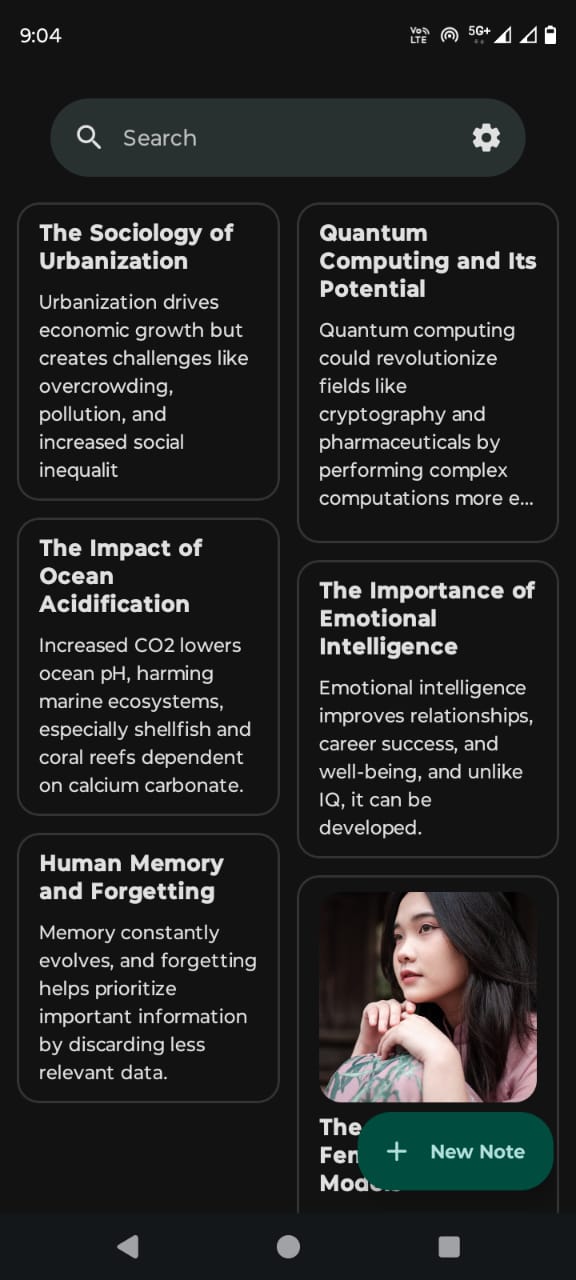 9:04
Vo LTE
5G+
Search
The Sociology of
Urbanization
Urbanization drives
economic growth but
creates challenges like
overcrowding,
pollution, and
increased social
inequalit
The Impact of
Ocean
Acidification
Increased CO2 lowers
ocean pH, harming
marine ecosystems,
especially shellfish and
coral reefs dependent
on calcium carbonate.
Human Memory
and Forgetting
Memory constantly
evolves, and forgetting
helps prioritize
important information
by discarding less
relevant data.
Quantum
Computing and Its
Potential
Quantum computing
could revolutionize
fields like
cryptography and
pharmaceuticals by
performing complex
computations more e...
The Importance of
Emotional
Intelligence
Emotional intelligence
improves relationships,
career success, and
well-being, and unlike
IQ, it can be
developed.
The
New Note